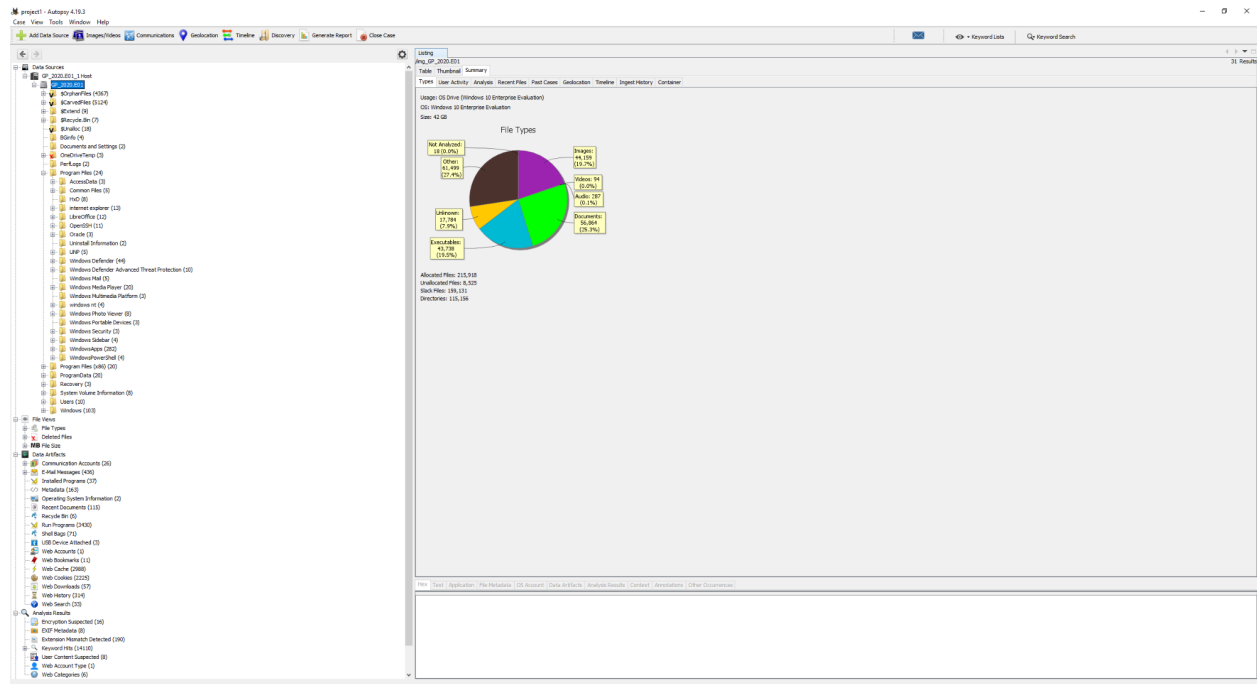 project1 - Autopsy 4.19.3
Case View Tools Window Help
Add Data Source Images/Videos Communications Geolocation Timeline Discovery Generate Report Close Case Keyword Lists Keyword Search
Data Sources
GP_2020.E01_1 Host
GP_2020.E01
$OrphanFiles (4367)
$CarvedFiles (5124)
$Extend (9)
$Recycle.Bin (7)
$Unalloc (18)
BGinfo (4)
Documents and Settings (2)
OneDriveTemp (3)
PerfLogs (2)
Program Files (24)
AccessData (3)
Common Files (5)
HxD (8)
internet explorer (13)
LibreOffice (12)
OpenSSH (11)
Oracle (3)
Uninstall Information (2)
UNP (5)
Windows Defender (44)
Windows Defender Advanced Threat Protection (10)
Windows Mail (5)
Windows Media Player (20)
Windows Multimedia Platform (3)
windows nt (4)
Windows Photo Viewer (8)
Windows Portable Devices (3)
Windows Security (3)
Windows Sidebar (4)
WindowsApps (282)
WindowsPowerShell (4)
Program Files (x86) (20)
ProgramData (20)
Recovery (3)
System Volume Information (8)
Users (10)
Windows (103)
File Views
File Types
Deleted Files
MB File Size
Data Artifacts
Communication Accounts (26)
E-Mail Messages (436)
Installed Programs (37)
Metadata (163)
Operating System Information (2)
Recent Documents (115)
Recycle Bin (6)
Run Programs (3430)
Shell Bags (71)
USB Device Attached (3)
Web Accounts (1)
Web Bookmarks (11)
Web Cache (2988)
Web Cookies (2225)
Web Downloads (57)
Web History (314)
Web Search (33)
Analysis Results
Encryption Suspected (16)
EXIF Metadata (8)
Extension Mismatch Detected (190)
Keyword Hits (14110)
User Content Suspected (8)
Web Account Type (1)
Web Categories (6)
Listing
/img_GP_2020.E01 31 Results
Table Thumbnail Summary
Types User Activity Analysis Recent Files Past Cases Geolocation Timeline Ingest History Container
Usage: OS Drive (Windows 10 Enterprise Evaluation)
OS: Windows 10 Enterprise Evaluation
Size: 42 GB
File Types
Not Analyzed:
18 (0.0%)
Other:
61,499
(27.4%)
Unknown:
17,784
(7.9%)
Executables:
43,738
(19.5%)
Images:
44,159
(19.7%)
Videos: 94
(0.0%)
Audio: 287
(0.1%)
Documents:
56,864
(25.3%)
Allocated Files: 215,918
Unallocated Files: 8,525
Slack Files: 159,131
Directories: 115,156
Hex Text Application File Metadata OS Account Data Artifacts Analysis Results Context Annotations Other Occurrences